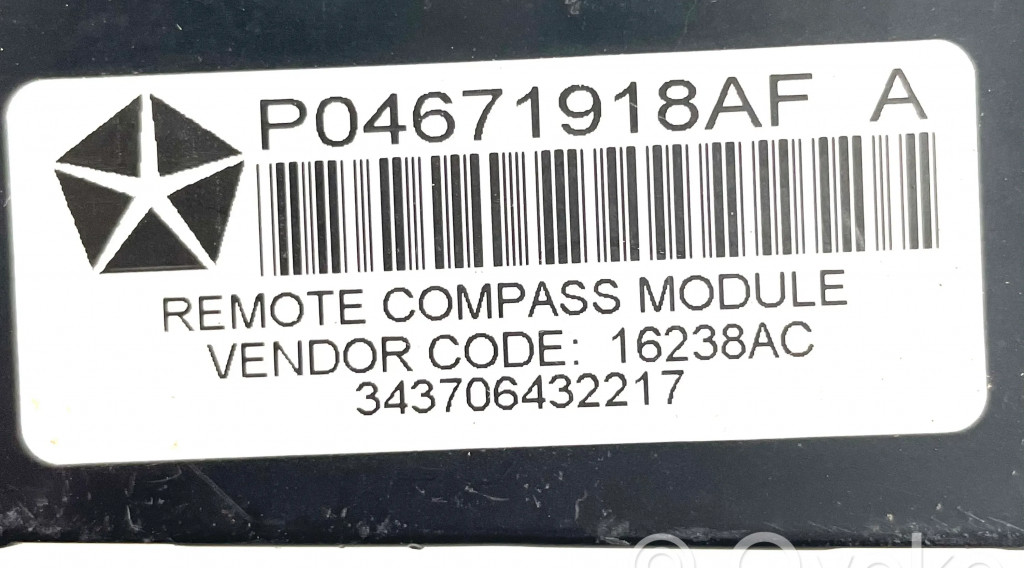 P04671918AF A
REMOTE COMPASS MODULE
VENDOR CODE: 16238AC
343706432217